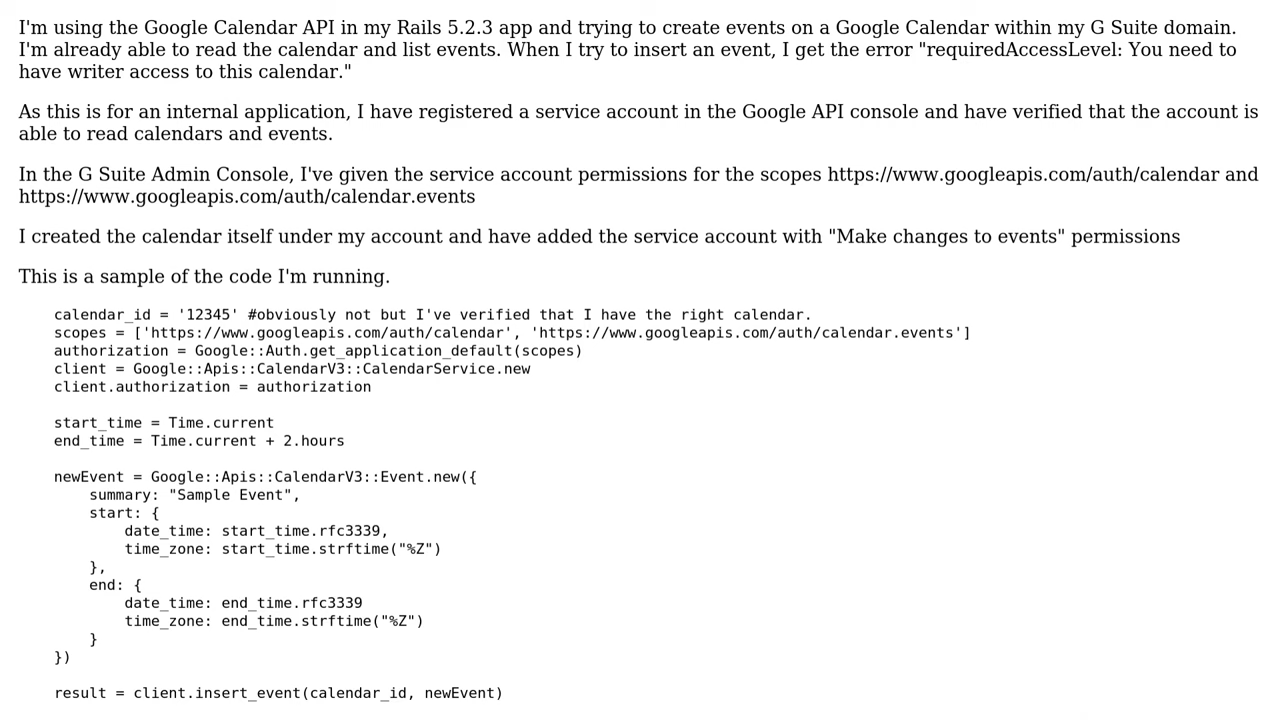 I'm using the Google Calendar API in my Rails 5.2.3 app and trying to create events on a Google Calendar within my G Suite domain.
I'm already able to read the calendar and list events. When I try to insert an event, I get the error "requiredAccessLevel: You need to
have writer access to this calendar."
As this is for an internal application, I have registered a service account in the Google API console and have verified that the account is
able to read calendars and events.
In the G Suite Admin Console, I've given the service account permissions for the scopes https://www.googleapis.com/auth/calendar and
https://www.googleapis.com/auth/calendar.events
I created the calendar itself under my account and have added the service account with "Make changes to events" permissions
This is a sample of the code I'm running.
calendar_id = '12345' #obviously not but I've verified that I have the right calendar.
scopes = ['https://www.googleapis.com/auth/calendar', 'https://www.googleapis.com/auth/calendar.events']
authorization = Google::Auth.get_application_default(scopes)
client = Google::Apis::CalendarV3::CalendarService.new
client.authorization = authorization
start_time = Time.current
end_time = Time.current + 2.hours
newEvent = Google::Apis::CalendarV3::Event.new({
    summary: "Sample Event",
    start: {
        date_time: start_time.rfc3339,
        time_zone: start_time.strftime("%Z")
    },
    end: {
        date_time: end_time.rfc3339
        time_zone: end_time.strftime("%Z")
    }
})
result = client.insert_event(calendar_id, newEvent)